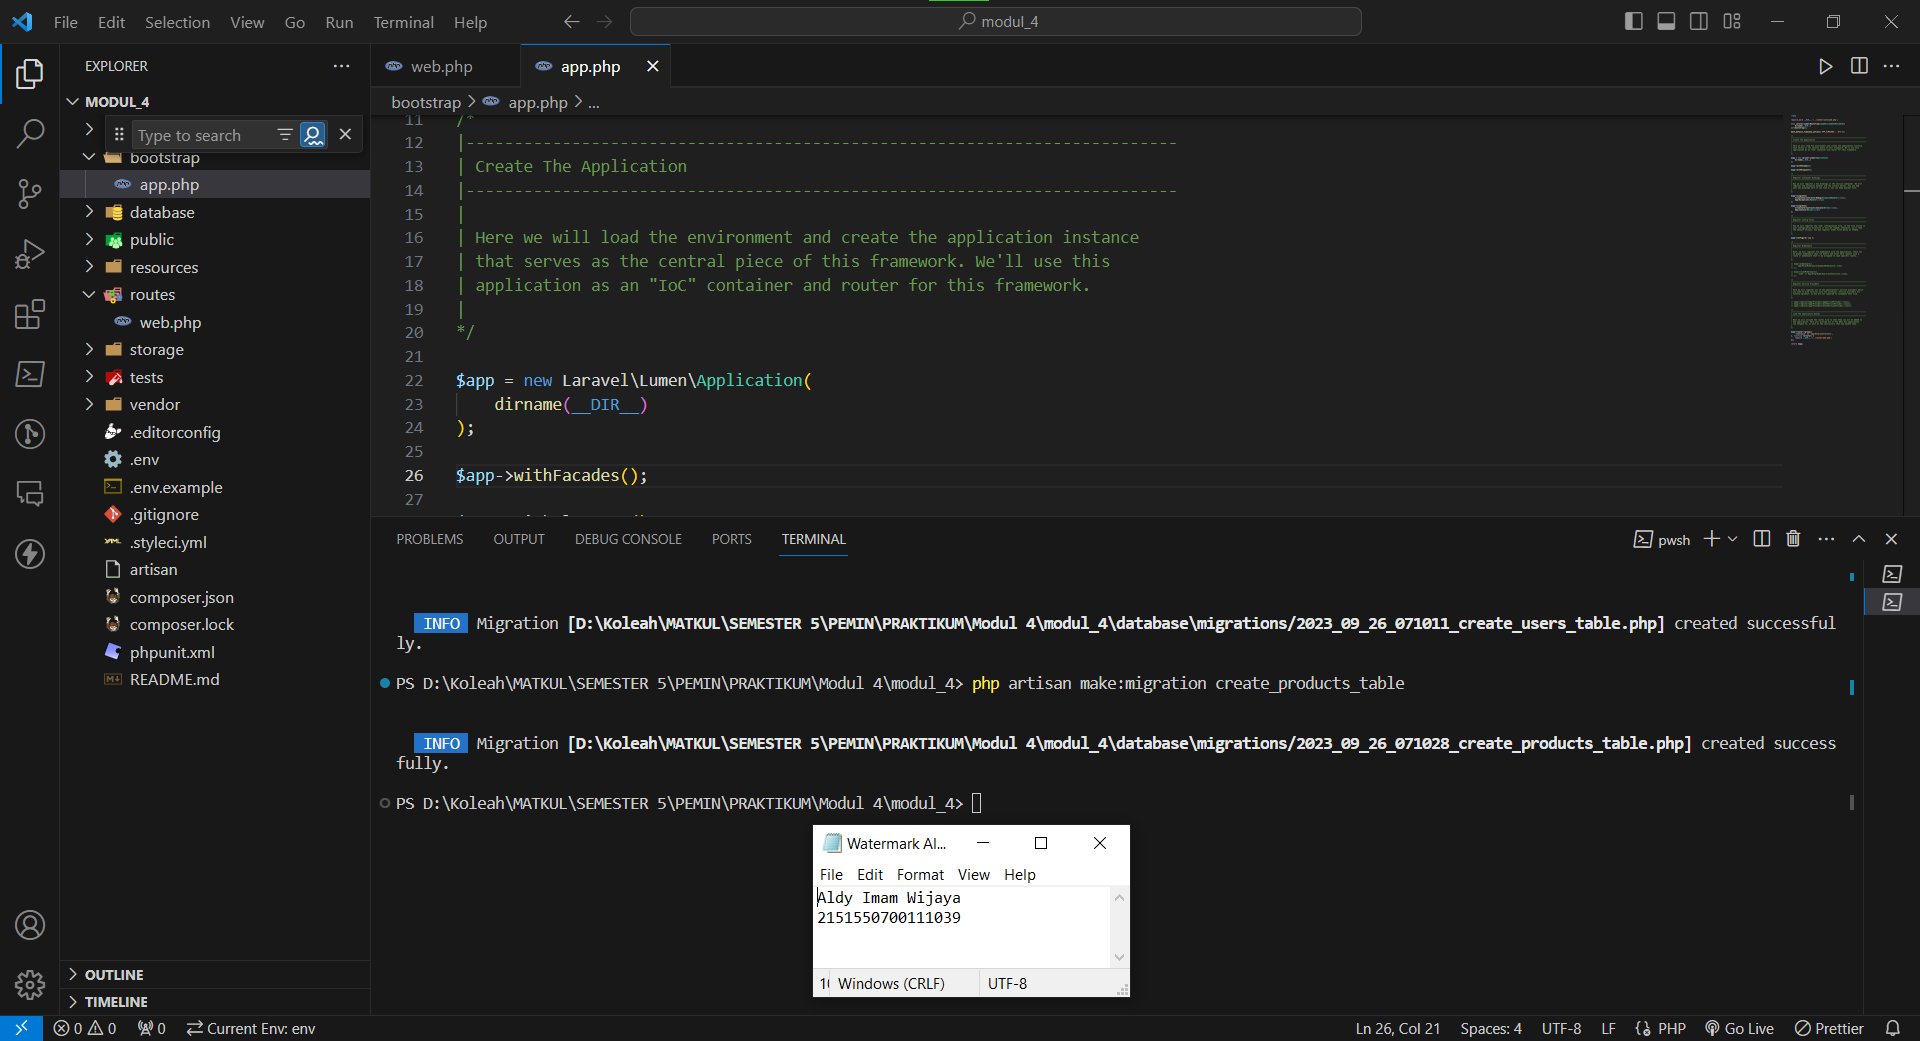 File Edit Selection View Go Run Terminal Help
modul_4
EXPLORER
MODUL_4
Type to search
bootstrap
app.php
database
public
resources
routes
web.php
storage
tests
vendor
.editorconfig
.env
.env.example
.gitignore
.styleci.yml
artisan
composer.json
composer.lock
phpunit.xml
README.md
OUTLINE
TIMELINE
web.php app.php
bootstrap > app.php > ...
11 /*
12 |--------------------------------------------------------------------------
13 | Create The Application
14 |--------------------------------------------------------------------------
15 |
16 | Here we will load the environment and create the application instance
17 | that serves as the central piece of this framework. We'll use this
18 | application as an "IoC" container and router for this framework.
19 |
20 */
21
22 $app = new Laravel\Lumen\Application(
23 dirname(__DIR__)
24 );
25
26 $app->withFacades();
27
PROBLEMS OUTPUT DEBUG CONSOLE PORTS TERMINAL
pwsh
INFO Migration [D:\Koleah\MATKUL\SEMESTER 5\PEMIN\PRAKTIKUM\Modul 4\modul_4\database\migrations/2023_09_26_071011_create_users_table.php] created successful
ly.
PS D:\Koleah\MATKUL\SEMESTER 5\PEMIN\PRAKTIKUM\Modul 4\modul_4> php artisan make:migration create_products_table
INFO Migration [D:\Koleah\MATKUL\SEMESTER 5\PEMIN\PRAKTIKUM\Modul 4\modul_4\database\migrations/2023_09_26_071028_create_products_table.php] created success
fully.
PS D:\Koleah\MATKUL\SEMESTER 5\PEMIN\PRAKTIKUM\Modul 4\modul_4>
Watermark Al...
File Edit Format View Help
Aldy Imam Wijaya
2151550700111039
Windows (CRLF) UTF-8
0 0 0 Current Env: env
Ln 26, Col 21 Spaces: 4 UTF-8 LF PHP Go Live Prettier